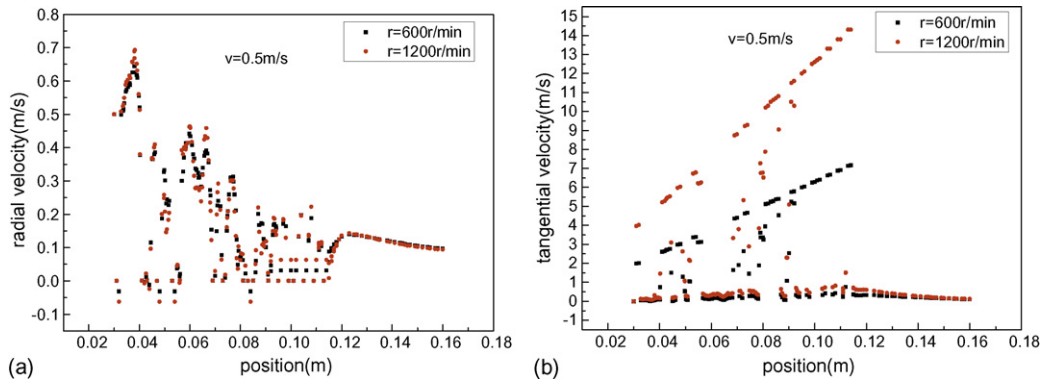 0.8
0.7
0.6
0.5
0.4
0.3
0.2
0.1
0.0
-0.1
radial velocity(m/s)
v=0.5m/s
r=600r/min
r=1200r/min
0.02 0.04 0.06 0.08 0.10 0.12 0.14 0.16 0.18
position(m)
(a)
15
14
13
12
11
10
9
8
7
6
5
4
3
2
1
0
-1
tangential velocity(m/s)
v=0.5m/s
r=600r/min
r=1200r/min
0.02 0.04 0.06 0.08 0.10 0.12 0.14 0.16 0.18
position(m)
(b)